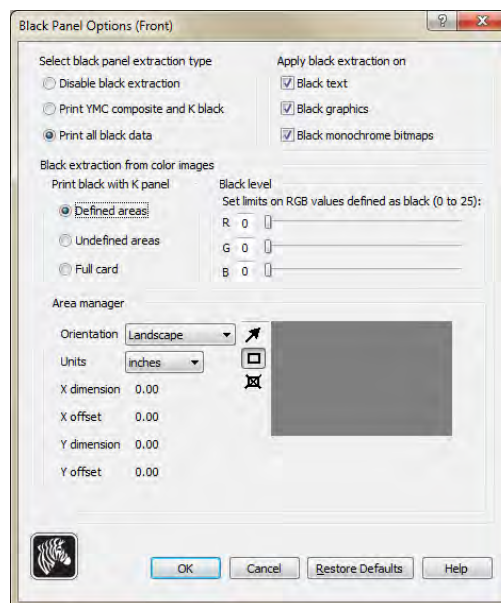 Black Panel Options (Front)
Select black panel extraction type
Disable black extraction
Print YMC composite and K black
Print all black data
Apply black extraction on
Black text
Black graphics
Black monochrome bitmaps
Black extraction from color images
Print black with K panel
Defined areas
Undefined areas
Full card
Black level
Set limits on RGB values defined as black (0 to 25):
R 0
G 0
B 0
Area manager
Orientation Landscape
Units inches
X dimension 0.00
X offset 0.00
Y dimension 0.00
Y offset 0.00
OK Cancel Restore Defaults Help